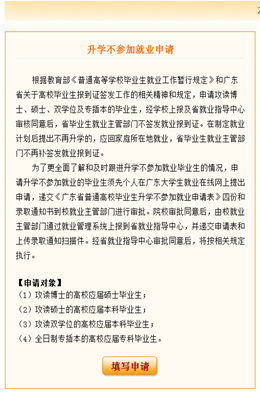 升学不参加就业申请
根据教育部《普通高等学校毕业生就业工作暂行规定》和广东
省关于高校毕业生报到证签发工作的相关精神和规定，申请攻读博
士、硕士、双学位及专插本的毕业生，经学校上报及省就业指导中心
审核同意后，省毕业生就业主管部门不签发就业报到证。在制定就业
计划后提出不再升学的，应回家庭所在地就业，省毕业生就业主管部
门不再补签发就业报到证。
为了更全面了解和及时跟进升学不参加就业毕业生的情况，申
请升学不参加就业的毕业生须先个人在广东大学生就业在线网上提出
申请，递交《广东省普通高校毕业生升学不参加就业申请表》四份和
录取通知书到校就业主管部门进行审批。院校审批同意后，由校就业
主管部门通过就业管理系统上报到省就业指导中心，并递交申请表和
上传录取通知扫描件。经省就业指导中心审批同意后，将按相关规定
执行。
【申请对象】
（1）攻读博士的高校应届硕士毕业生；
（2）攻读硕士的高校应届本科毕业生；
（3）攻读双学位的高校应届本科毕业生；
（4）全日制专插本的高校应届专科毕业生。
填写申请